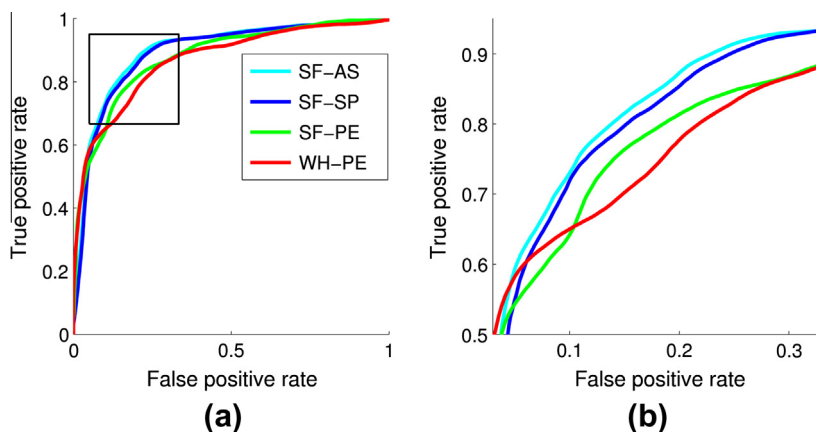 True positive rate
1
0.8
0.6
0.4
0.2
0
0
0.5
1
False positive rate
SF-AS
SF-SP
SF-PE
WH-PE
(a)
True positive rate
0.9
0.8
0.7
0.6
0.5
0.1
0.2
0.3
False positive rate
(b)